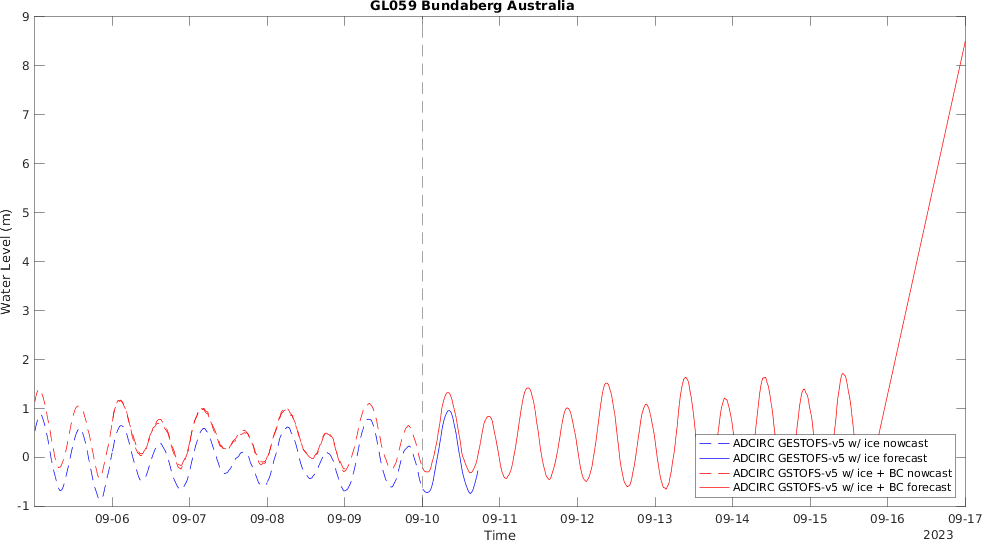 GL059 Bundaberg Australia
9
8
7
6
5
4
3
2
1
0
-1
Water Level (m)
ADCIRC GESTOFS-v5 w/ ice nowcast
ADCIRC GESTOFS-v5 w/ ice forecast
ADCIRC GSTOFS-v5 w/ ice + BC nowcast
ADCIRC GSTOFS-v5 w/ ice + BC forecast
09-06 09-07 09-08 09-09 09-10 09-11 09-12 09-13 09-14 09-15 09-16 09-17
Time
2023